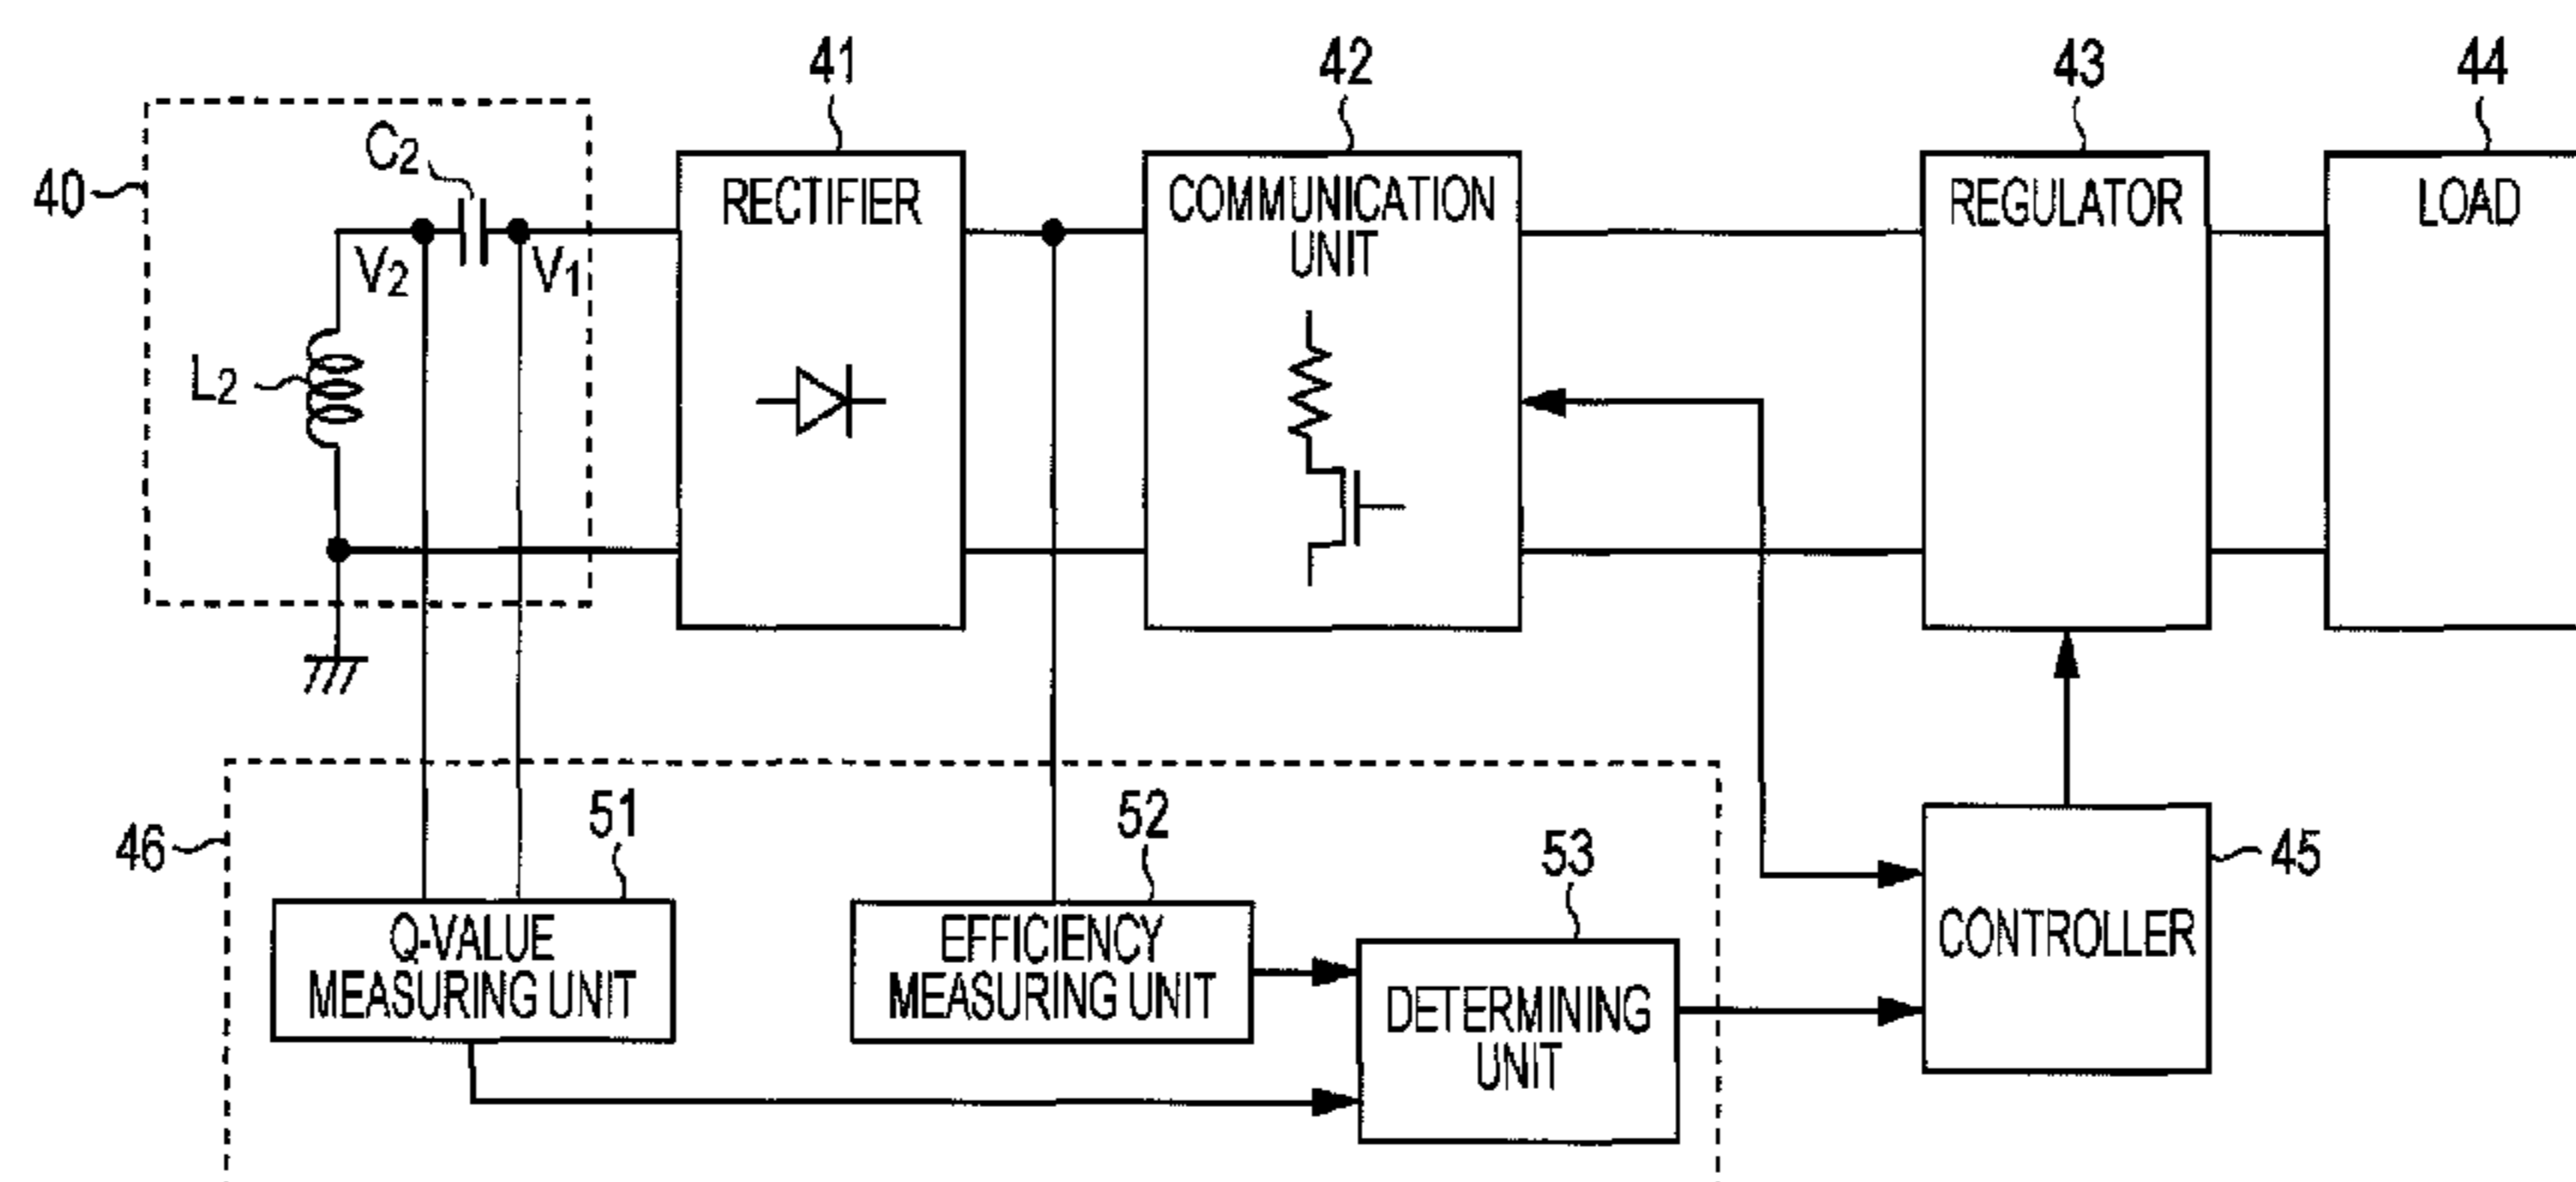 41
42
43
44
40
C2
V2
V1
L2
RECTIFIER
COMMUNICATION
UNIT
REGULATOR
LOAD
46
51
52
53
45
Q-VALUE
MEASURING UNIT
EFFICIENCY
MEASURING UNIT
DETERMINING
UNIT
CONTROLLER